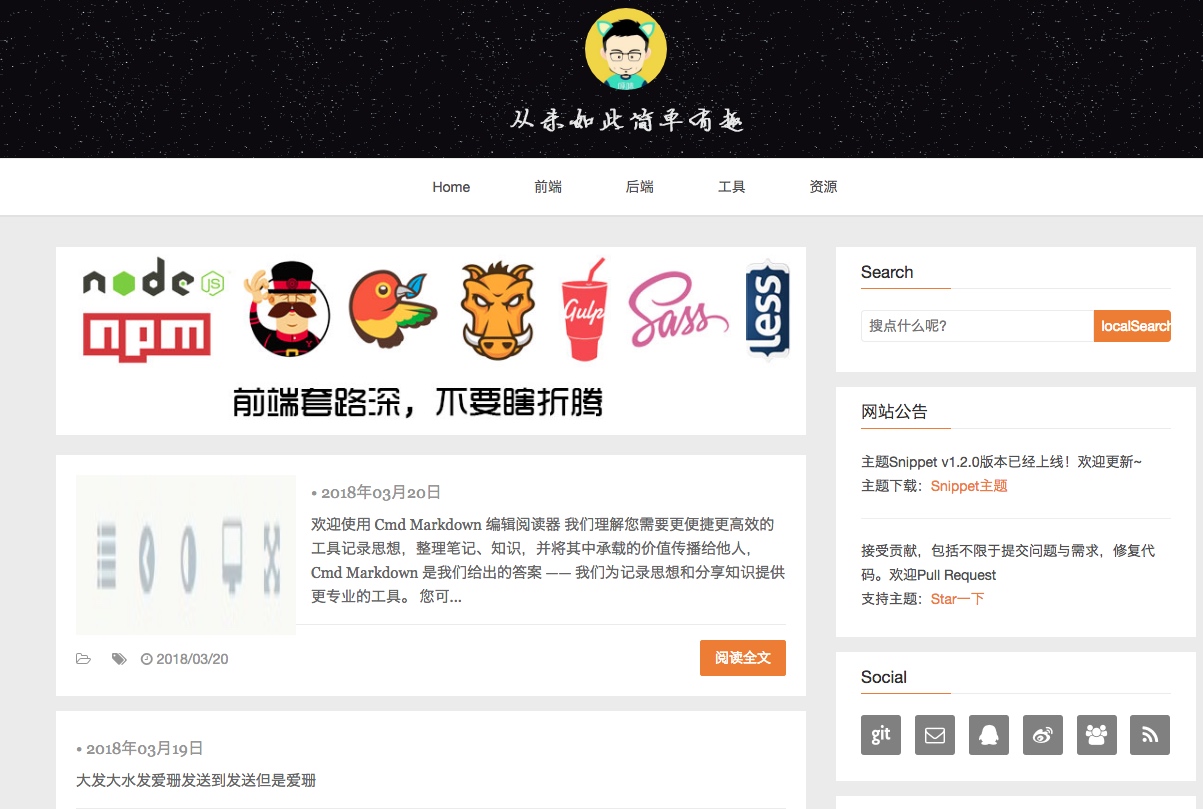 从未如此简单有趣
Home 前端 后端 工具 资源
node JS
npm
Gulp
Sass
less
前端套路深，不要瞎折腾
• 2018年03月20日
欢迎使用 Cmd Markdown 编辑阅读器 我们理解您需要更便捷更高效的
工具记录思想，整理笔记、知识，并将其中承载的价值传播给他人，
Cmd Markdown 是我们给出的答案 —— 我们为记录思想和分享知识提供
更专业的工具。 您可...
2018/03/20
阅读全文
• 2018年03月19日
大发大水发爱珊发送到发送但是爱珊
Search
搜点什么呢?
localSearch
网站公告
主题Snippet v1.2.0版本已经上线！欢迎更新~
主题下载：Snippet主题
接受贡献，包括不限于提交问题与需求，修复代
码。欢迎Pull Request
支持主题：Star一下
Social
git